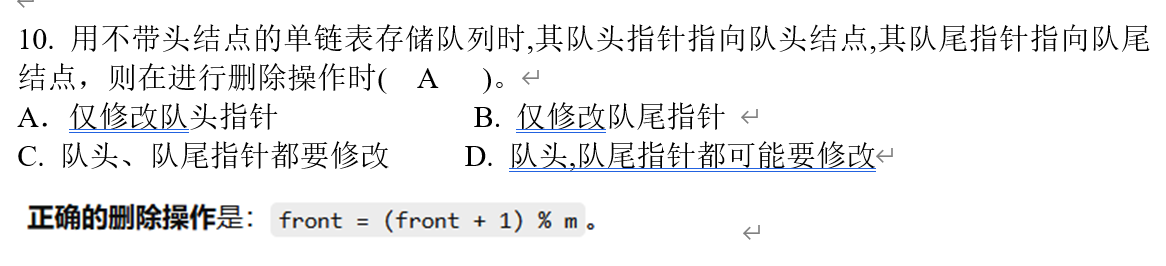 10. 用不带头结点的单链表存储队列时,其队头指针指向队头结点,其队尾指针指向队尾
结点，则在进行删除操作时( A )。
A. 仅修改队头指针 B. 仅修改队尾指针
C. 队头、队尾指针都要修改 D. 队头,队尾指针都可能要修改
正确的删除操作是：front = (front + 1) % m。